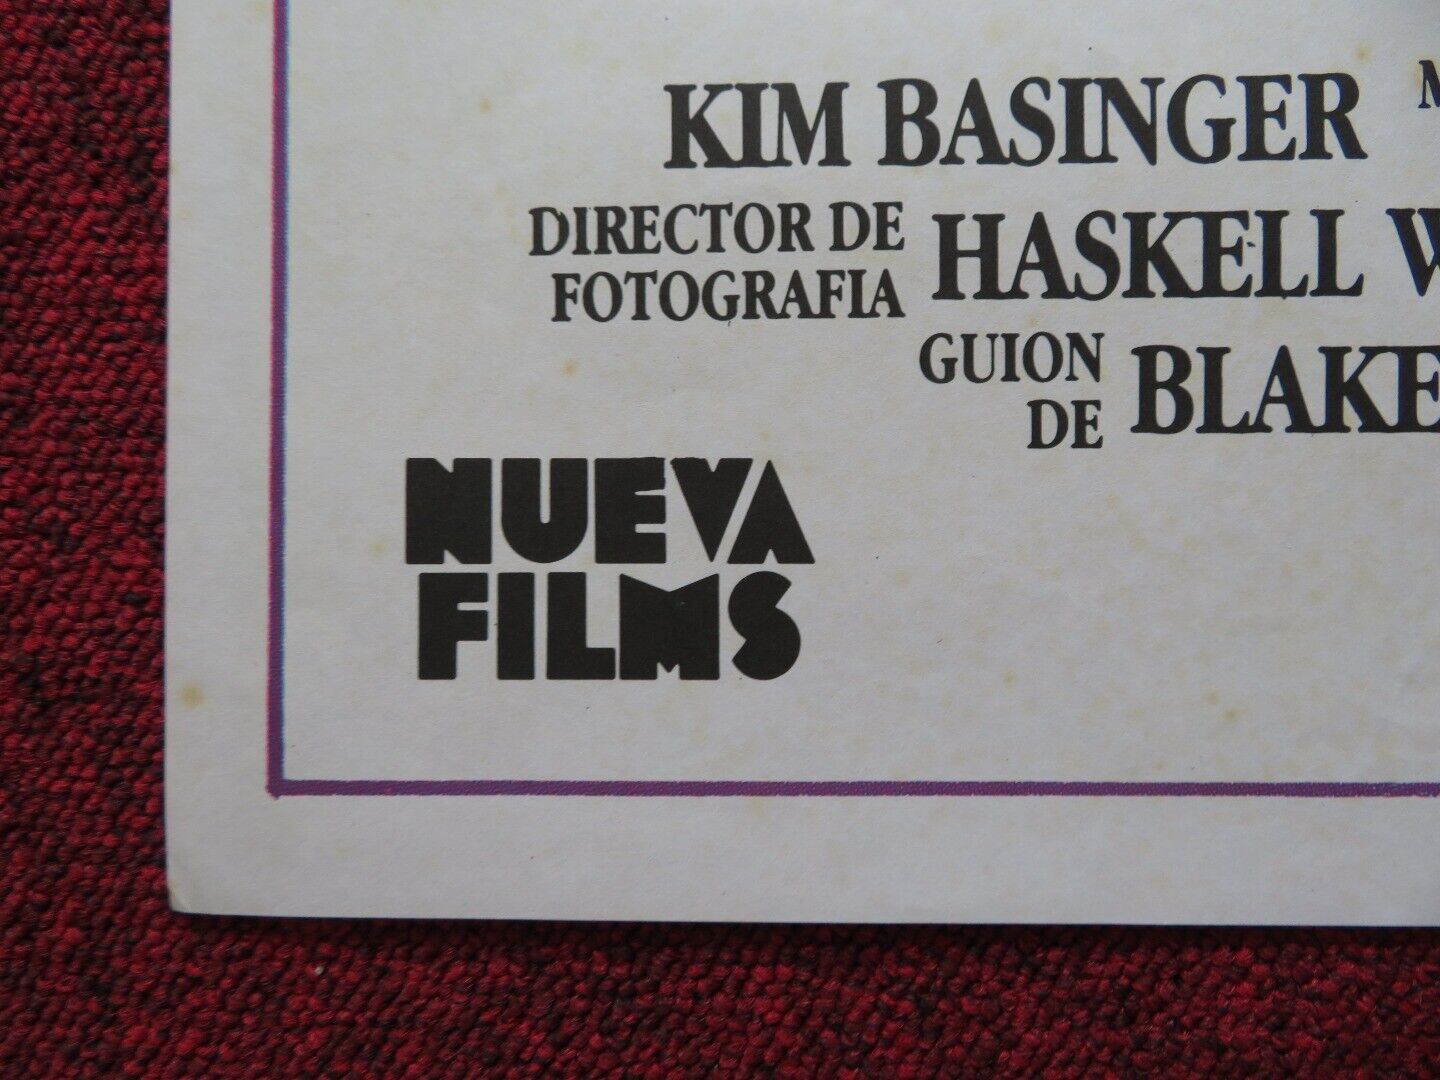 KIM BASINGER M
DIRECTOR DE
FOTOGRAFIA HASKELL W
GUION
DE BLAKE
NUEVA
FILMS